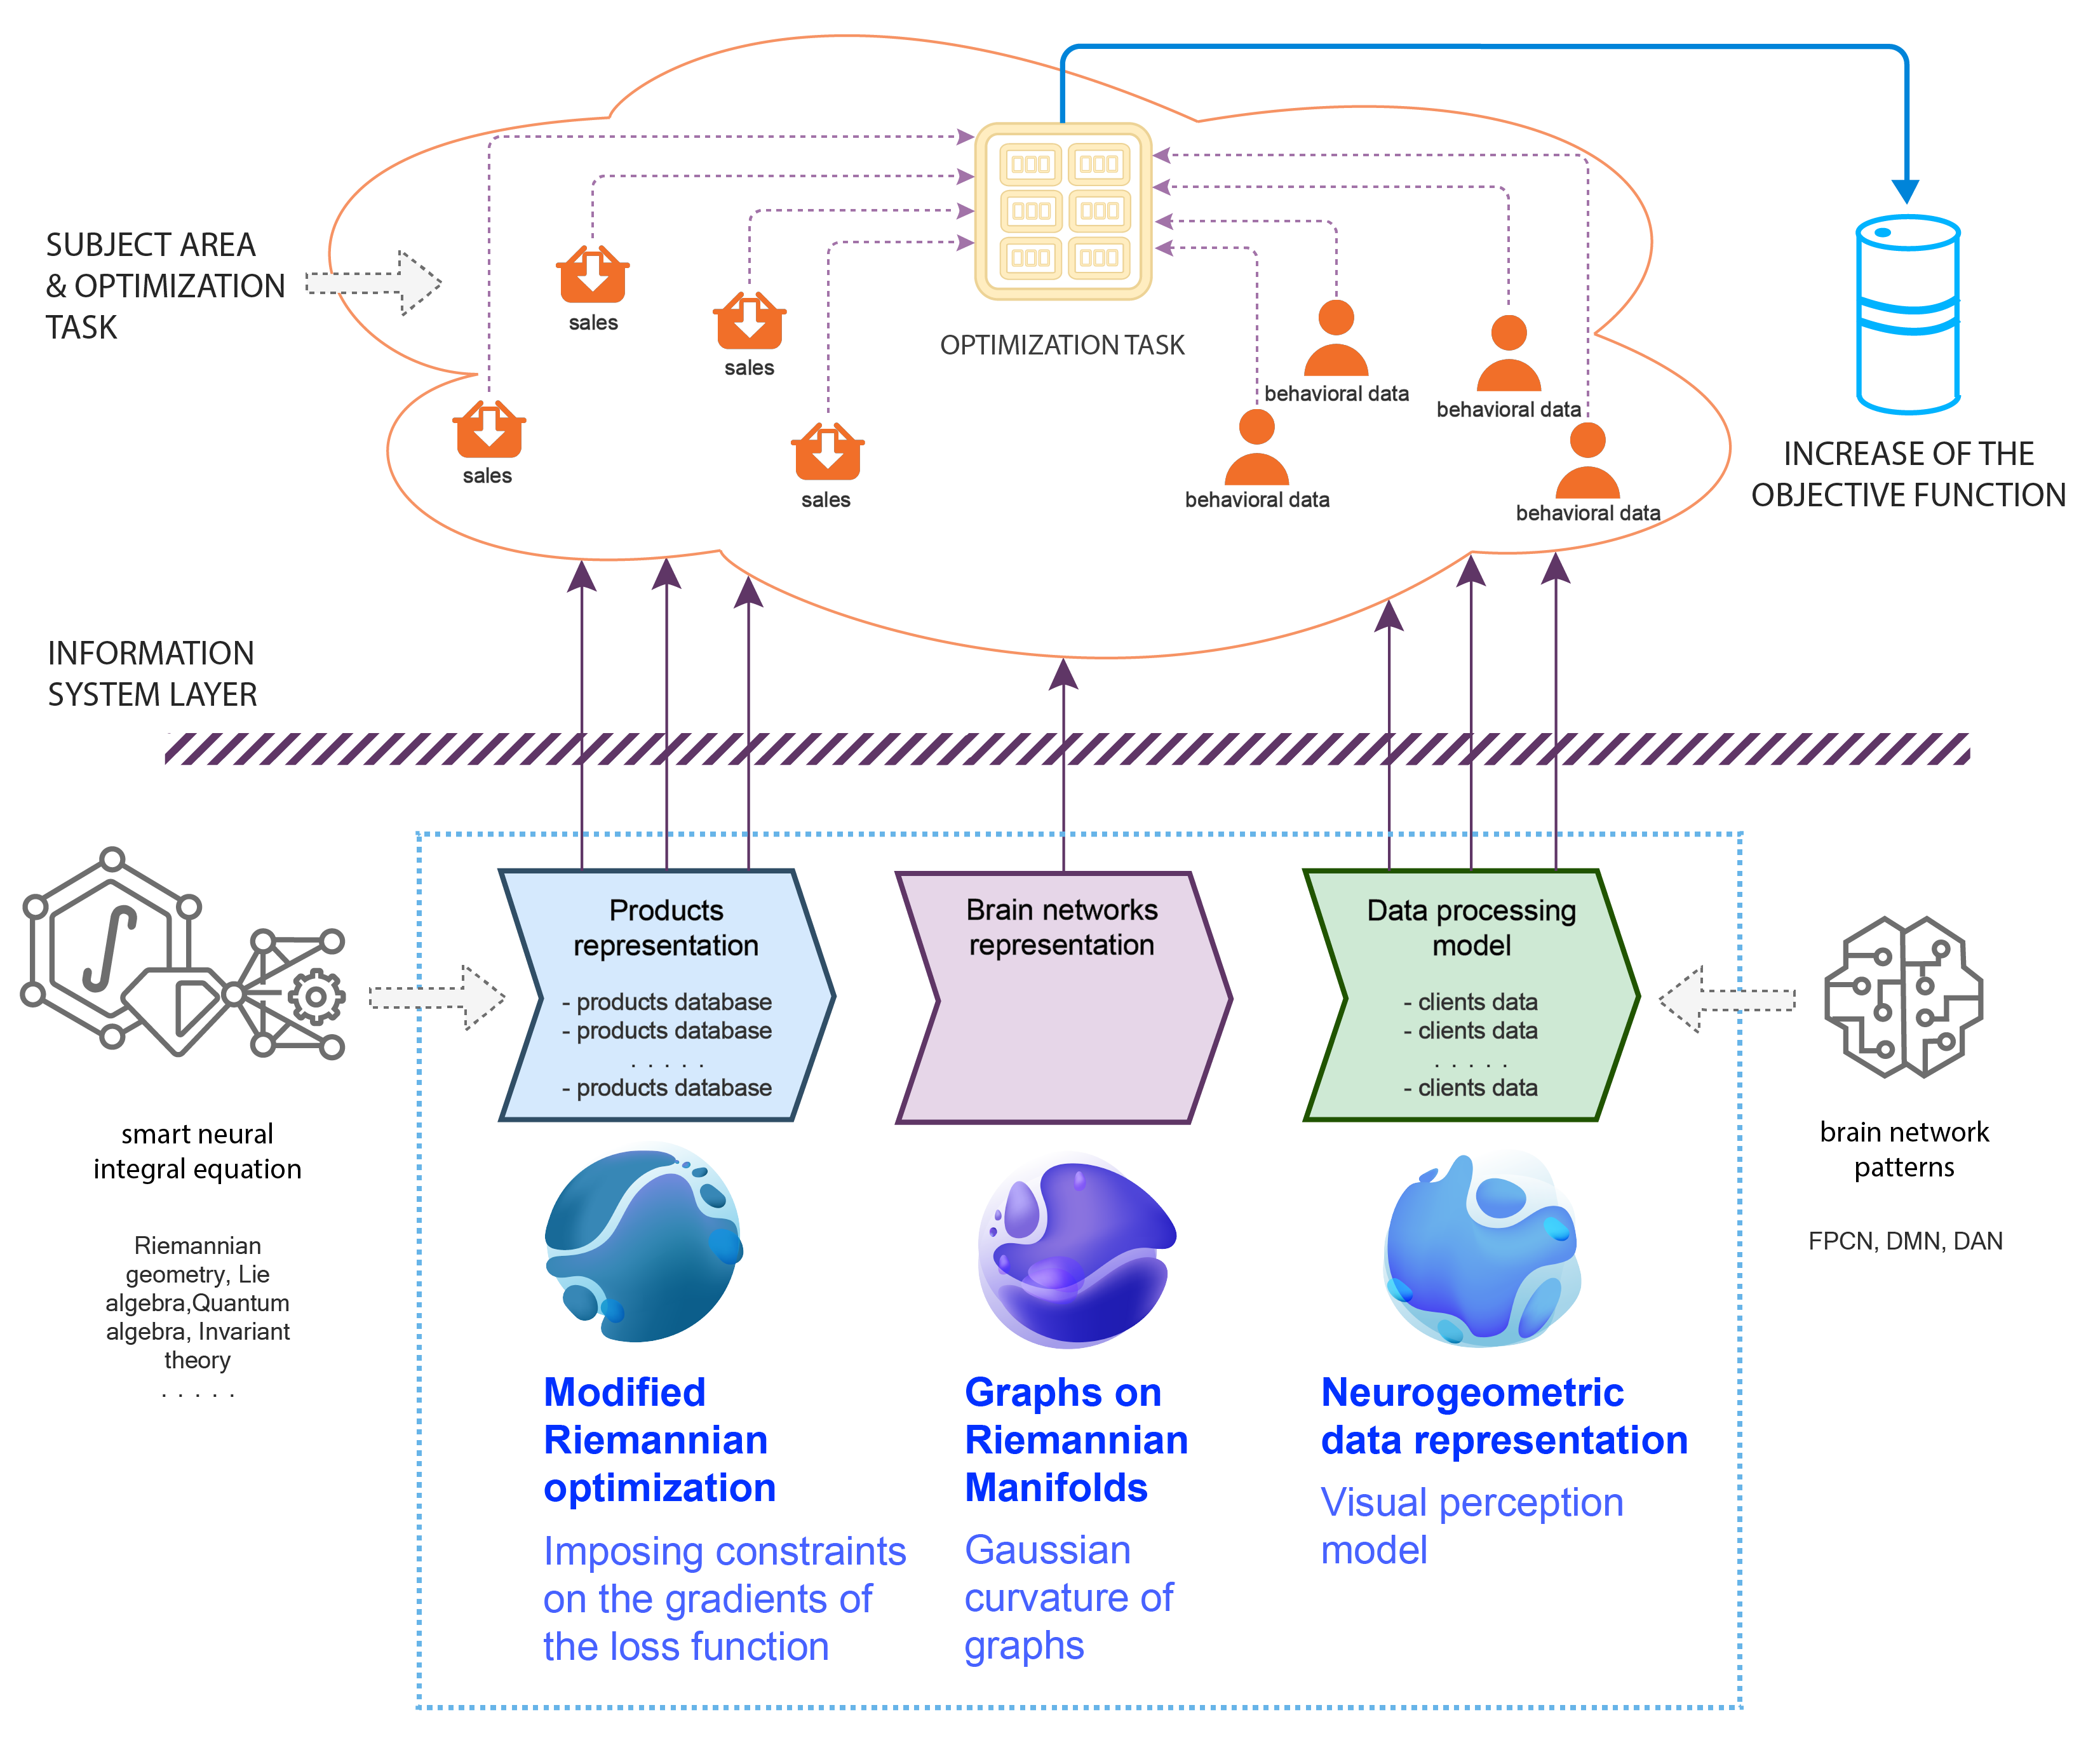 SUBJECT AREA
& OPTIMIZATION
TASK
sales
sales
sales
sales
OPTIMIZATION TASK
behavioral data
behavioral data
behavioral data
behavioral data
INCREASE OF THE
OBJECTIVE FUNCTION
INFORMATION
SYSTEM LAYER
smart neural
integral equation
Riemannian
geometry, Lie
algebra,Quantum
algebra, Invariant
theory
. . . . .
Products
representation
- products database
- products database
. . . . .
- products database
Brain networks
representation
Data processing
model
- clients data
- clients data
. . . . .
- clients data
brain network
patterns
FPCN, DMN, DAN
Modified
Riemannian
optimization
Imposing constraints
on the gradients of
the loss function
Graphs on
Riemannian
Manifolds
Gaussian
curvature of
graphs
Neurogeometric
data representation
Visual perception
model